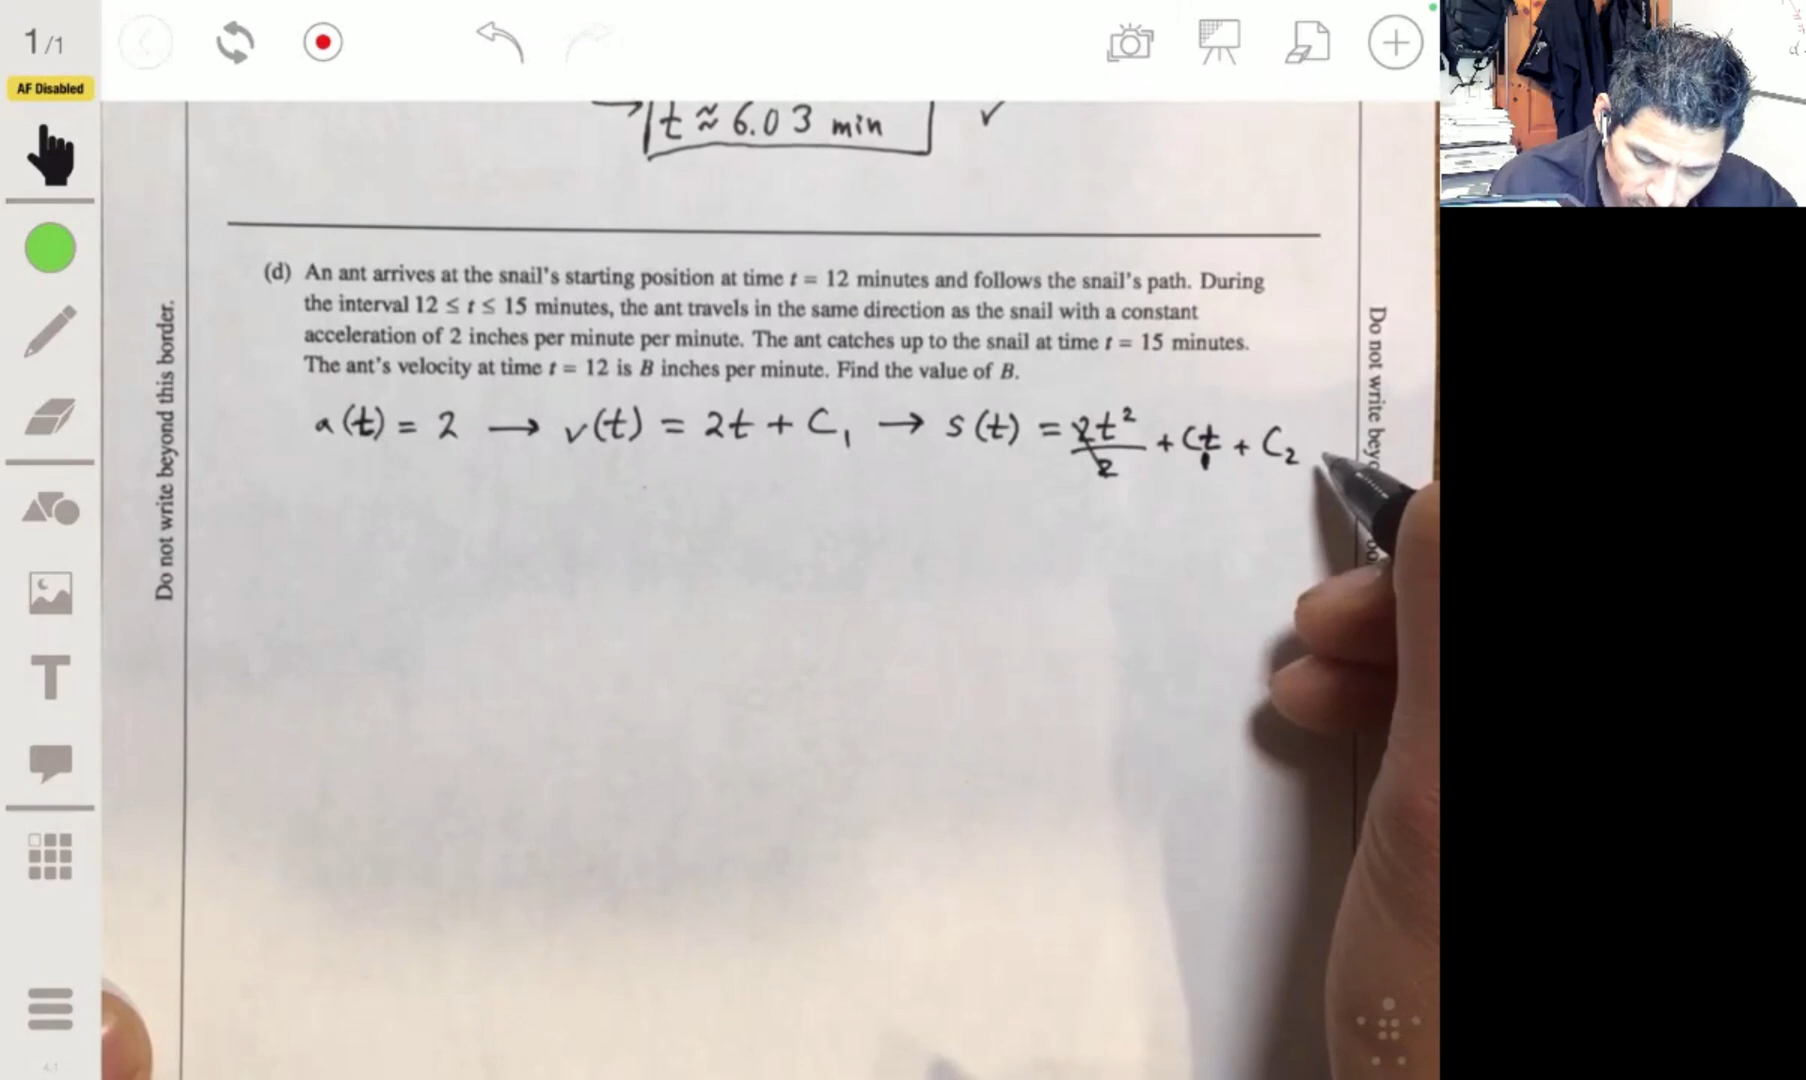 1/1
AF Disabled
t ≈ 6.03 min ✓
(d) An ant arrives at the snail's starting position at time t = 12 minutes and follows the snail's path. During
the interval 12 ≤ t ≤ 15 minutes, the ant travels in the same direction as the snail with a constant
acceleration of 2 inches per minute per minute. The ant catches up to the snail at time t = 15 minutes.
The ant's velocity at time t = 12 is B inches per minute. Find the value of B.
a(t) = 2 → v(t) = 2t + C₁ → s(t) = 2t²/2 + C₁t + C₂
Do not write beyond this border.
Do not write beyo
T
4.1